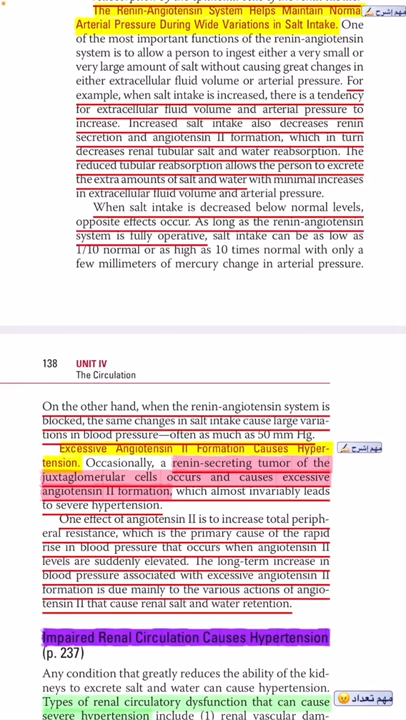 The Renin-Angiotensin System Helps Maintain Norma
مهم إشرح
Arterial Pressure During Wide Variations in Salt Intake. One
of the most important functions of the renin-angiotensin
system is to allow a person to ingest either a very small or
very large amount of salt without causing great changes in
either extracellular fluid volume or arterial pressure. For
example, when salt intake is increased, there is a tendency
for extracellular fluid volume and arterial pressure to
increase. Increased salt intake also decreases renin
secretion and angiotensin II formation, which in turn
decreases renal tubular salt and water reabsorption. The
reduced tubular reabsorption allows the person to excrete
the extra amounts of salt and water with minimal increases
in extracellular fluid volume and arterial pressure.
When salt intake is decreased below normal levels,
opposite effects occur. As long as the renin-angiotensin
system is fully operative, salt intake can be as low as
1/10 normal or as high as 10 times normal with only a
few millimeters of mercury change in arterial pressure.
138 UNIT IV
The Circulation
On the other hand, when the renin-angiotensin system is
blocked, the same changes in salt intake cause large varia-
tions in blood pressure—often as much as 50 mm Hg.
Excessive Angiotensin II Formation Causes Hyper-
مهم إشرح
tension. Occasionally, a renin-secreting tumor of the
juxtaglomerular cells occurs and causes excessive
angiotensin II formation, which almost invariably leads
to severe hypertension.
One effect of angiotensin II is to increase total periph-
eral resistance, which is the primary cause of the rapid
rise in blood pressure that occurs when angiotensin II
levels are suddenly elevated. The long-term increase in
blood pressure associated with excessive angiotensin II
formation is due mainly to the various actions of angio-
tensin II that cause renal salt and water retention.
Impaired Renal Circulation Causes Hypertension
(p. 237)
Any condition that greatly reduces the ability of the kid-
neys to excrete salt and water can cause hypertension.
مهم تعداد
Types of renal circulatory dysfunction that can cause
severe hypertension include (1) renal vascular dam-